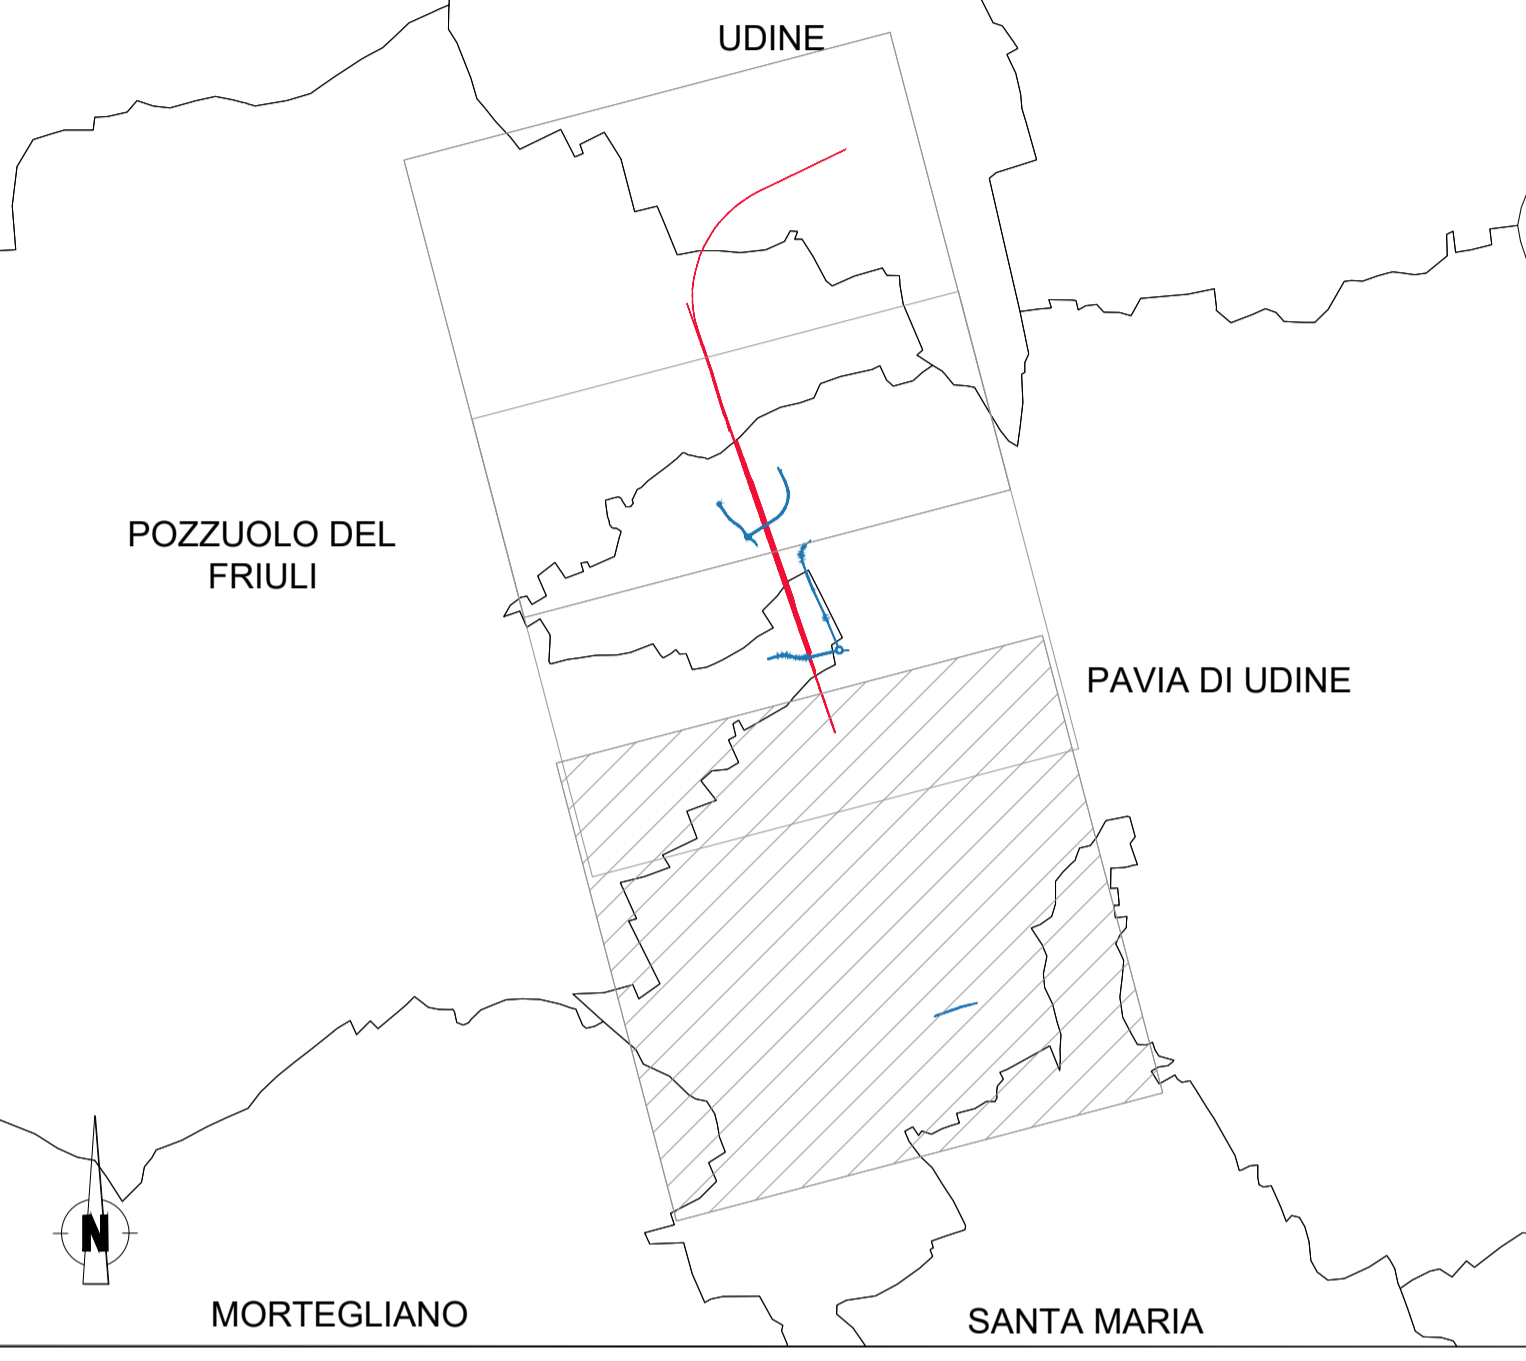 UDINE
POZZUOLO DEL
FRIULI
PAVIA DI UDINE
N
MORTEGLIANO
SANTA MARIA